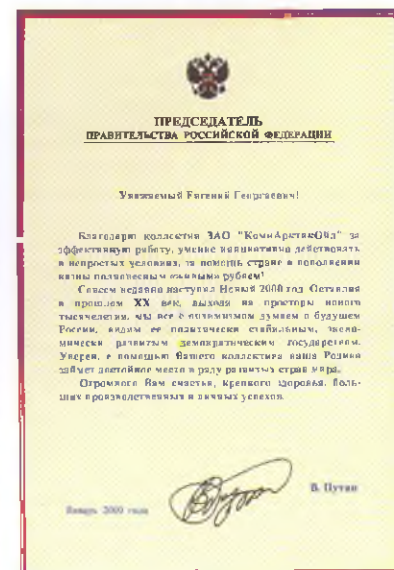 ПРЕДСЕДАТЕЛЬ
ПРАВИТЕЛЬСТВА РОССИЙСКОЙ ФЕДЕРАЦИИ
Уважаемый Евгений Георгиевич!
Благодарю коллектив ЗАО "КомиАрктикОйл" за
эффективную работу, умение инициативно действовать
в непростых условиях, за помощь стране в пополнении
казны полновесным рублем!
Совсем недавно наступил Новый 2000 год. Оставляя
в прошлом XX век, выходя на просторы нового
тысячелетия, мы все с оптимизмом думаем о будущем
России, видим ее политически стабильным, эконо-
мически развитым демократическим государством.
Уверен, с помощью Вашего коллектива наша Родина
займет достойное место в ряду развитых стран мира.
Огромного Вам счастья, крепкого здоровья, боль-
ших производственных и личных успехов.
В. Путин
Январь 2000 года